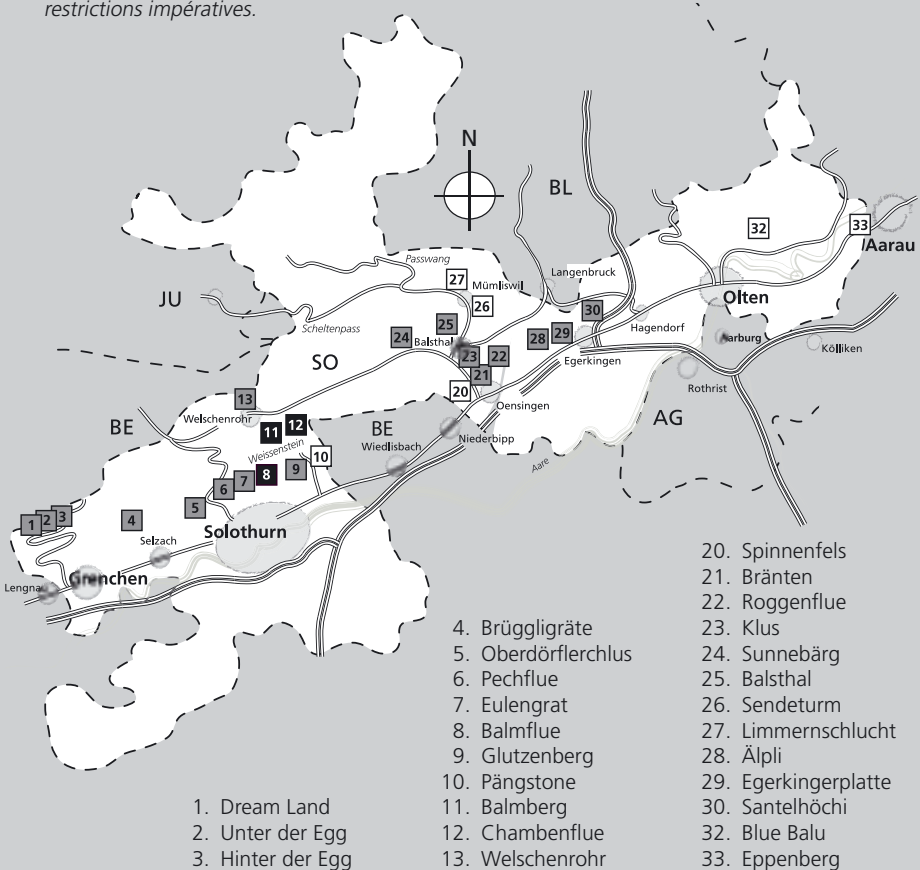 restrictions impératives.
N
BL
32
33
Aarau
Passwang
27
Mümliswil
Langenbruck
Olten
JU
26
30
Scheltenpass
25
Hagendorf
24
Balsthal
28
29
SO
23
22
Egerkingen
Kölliken
21
Rothrist
13
20
Oensingen
Welschenrohr
12
BE
11
BE
AG
Niederbipp
Weissenstein
Wiedlisbach
10
Aare
9
8
7
6
5
3
2
1
4
Solothurn
Selzach
Grenchen
4. Brüggligräte
5. Oberdörflerchlus
6. Pechflue
7. Eulengrat
8. Balmflue
9. Glutzenberg
10. Pängstone
11. Balmberg
12. Chambenflue
13. Welschenrohr
20. Spinnenfels
21. Bränten
22. Roggenflue
23. Klus
24. Sunnebärg
25. Balsthal
26. Sendeturm
27. Limmernschlucht
28. Älpli
29. Egerkingerplatte
30. Santelhöchi
32. Blue Balu
33. Eppenberg
1. Dream Land
2. Unter der Egg
3. Hinter der Egg